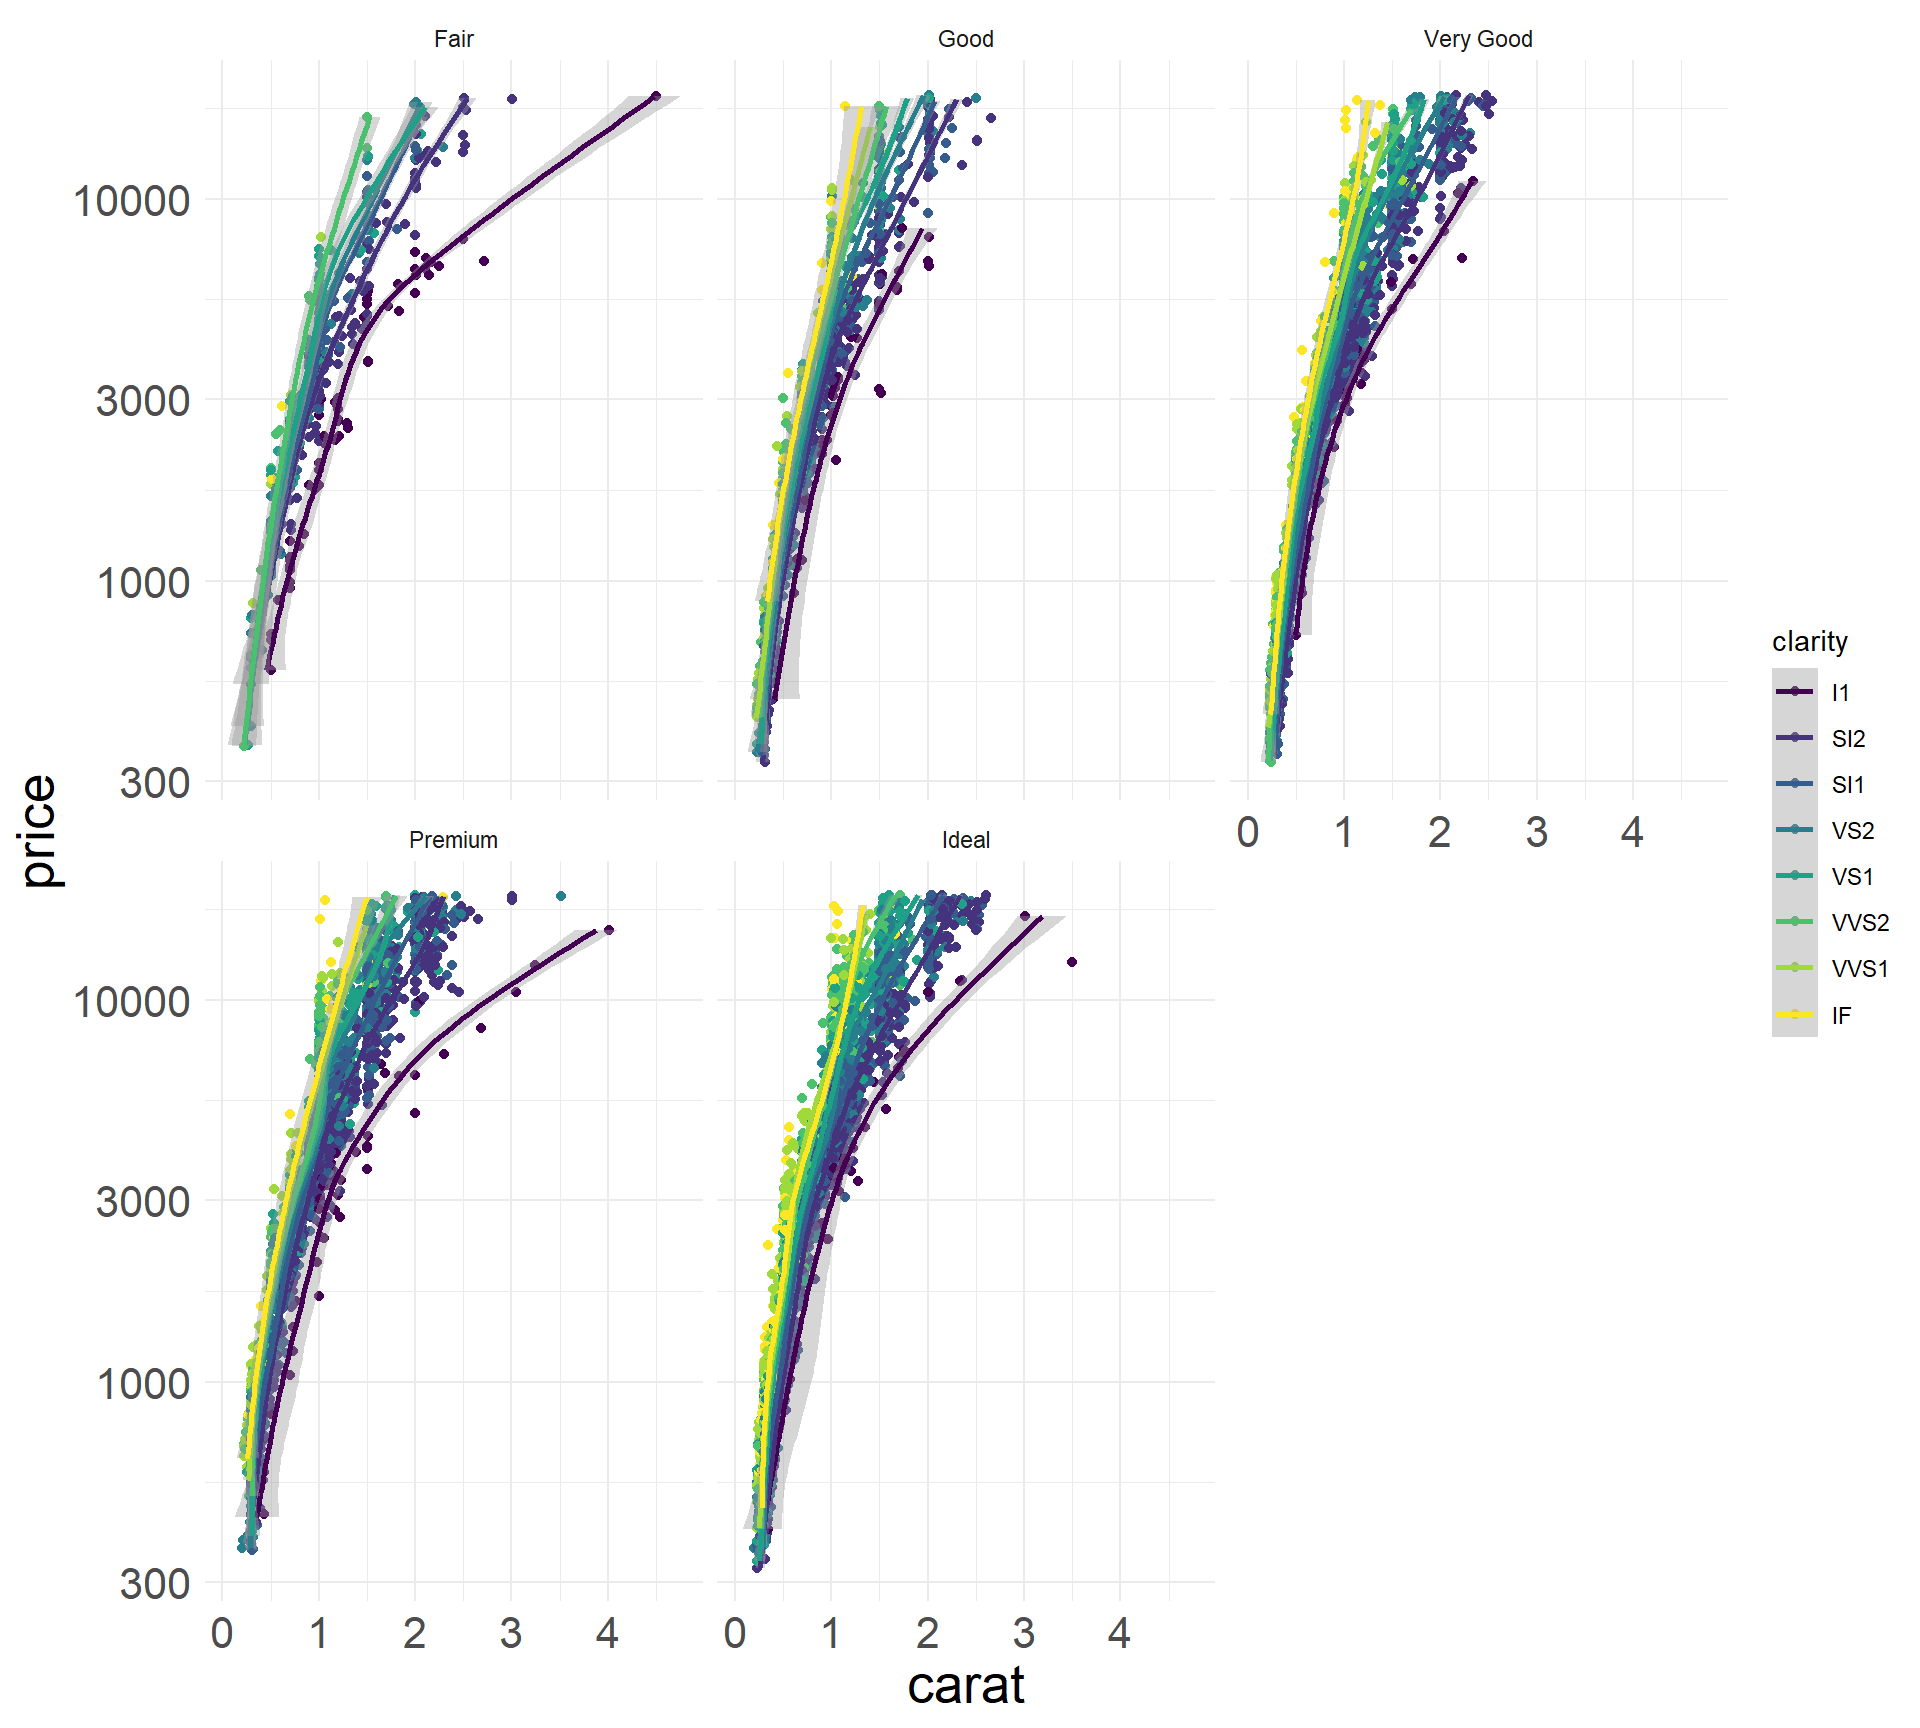 Fair
Good
Very Good
10000
3000
1000
300
0 1 2 3 4
Premium
Ideal
10000
3000
1000
300
0 1 2 3 4
0 1 2 3 4
price
carat
clarity
I1
SI2
SI1
VS2
VS1
VVS2
VVS1
IF